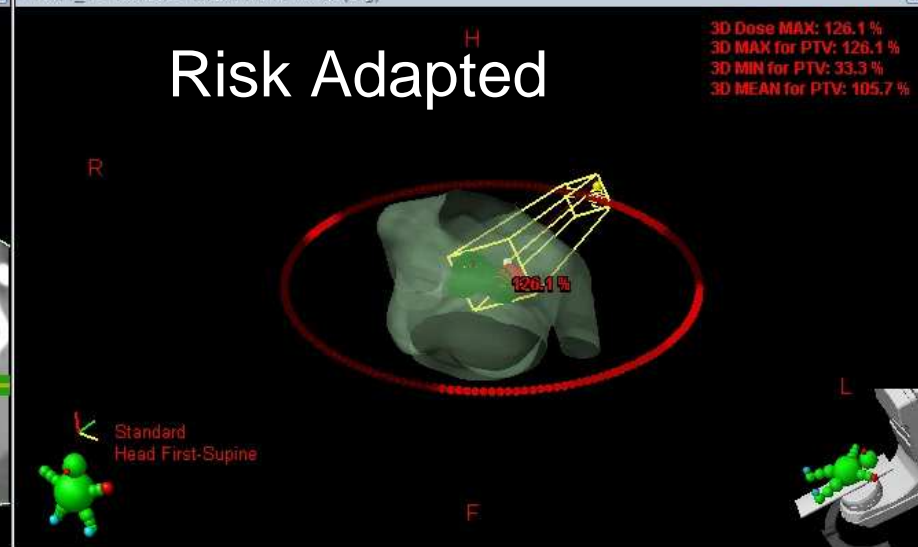 H
3D Dose MAX: 126.1 %
3D MAX for PTV: 126.1 %
3D MIN for PTV: 33.3 %
3D MEAN for PTV: 105.7 %
Risk Adapted
R
126.1 %
L
Standard
Head First-Supine
F